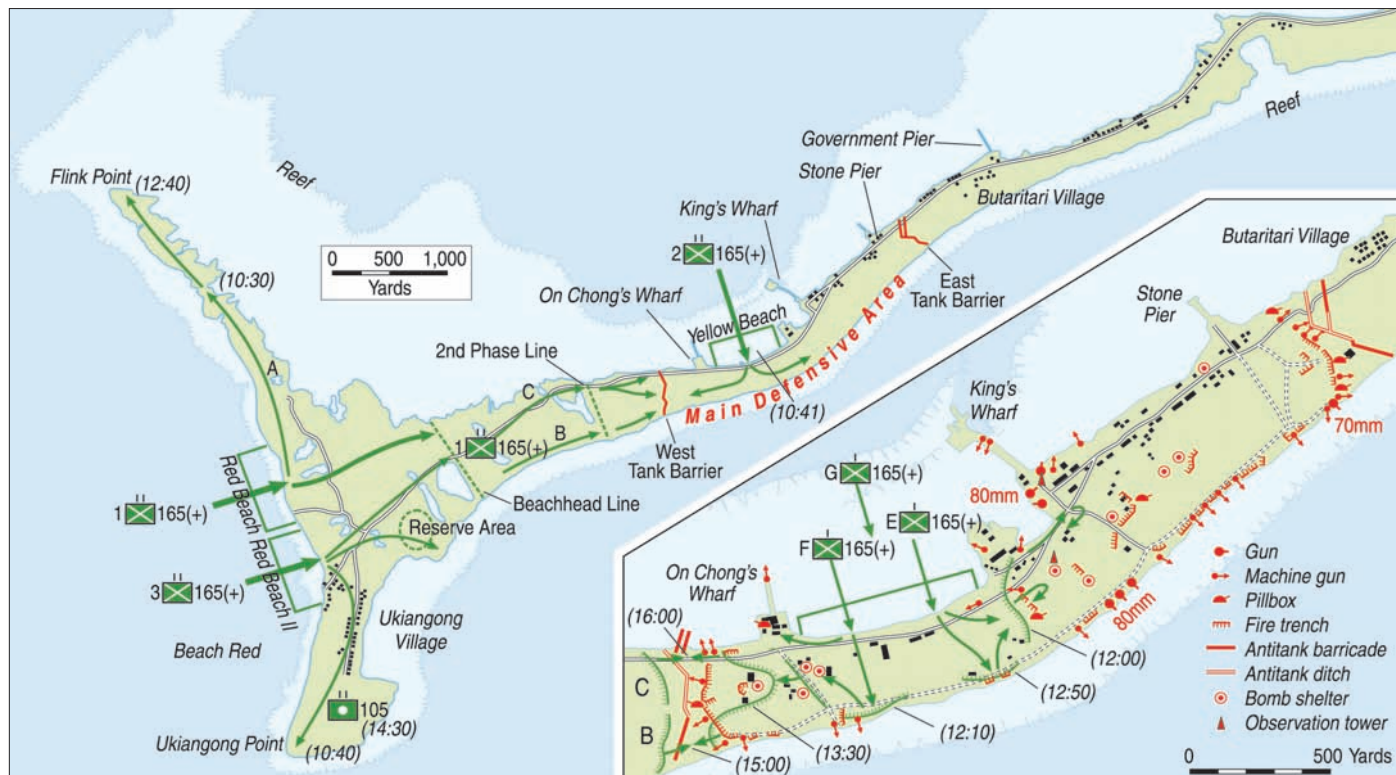 Flink Point
(12:40)
Reef
(10:30)
0 500 1,000
Yards
A
Government Pier
Stone Pier
King's Wharf
2 165(+)
Butaritari Village
Reef
East
Tank Barrier
On Chong's Wharf
Yellow Beach
2nd Phase Line
C
Main Defensive Area
(10:41)
B
1 165(+)
West
Tank Barrier
Beachhead Line
Reserve Area
Red Beach
Red Beach II
1 165(+)
3 165(+)
Beach Red
Ukiangong
Village
105
(14:30)
Ukiangong Point
(10:40)
Butaritari Village
Stone
Pier
King's
Wharf
70mm
80mm
G 165(+)
E 165(+)
F 165(+)
On Chong's
Wharf
(16:00)
80mm
(12:00)
(12:50)
(12:10)
(13:30)
(15:00)
C
B
Gun
Machine gun
Pillbox
Fire trench
Antitank barricade
Antitank ditch
Bomb shelter
Observation tower
0 500 Yards